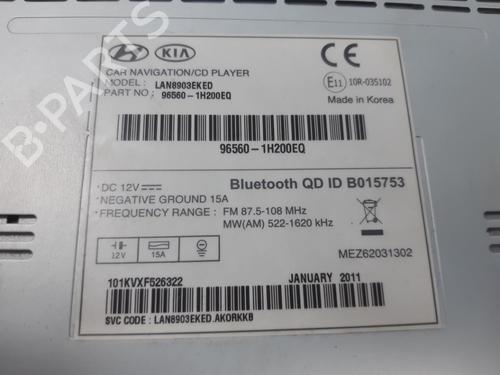 HYUNDAI KIA
CAR NAVIGATION/CD PLAYER
MODEL : LAN8903EKED
PART NO : 96560-1H200EQ
CE
E11 10R-035102
Made in Korea
96560-1H200EQ
DC 12V
NEGATIVE GROUND 15A
FREQUENCY RANGE : FM 87.5-108 MHz
MW(AM) 522-1620 kHz
Bluetooth QD ID B015753
12V 15A
MEZ62031302
101KVXF526322
JANUARY 2011
SVC CODE : LAN8903EKED.AKORKKB
B-PARTS